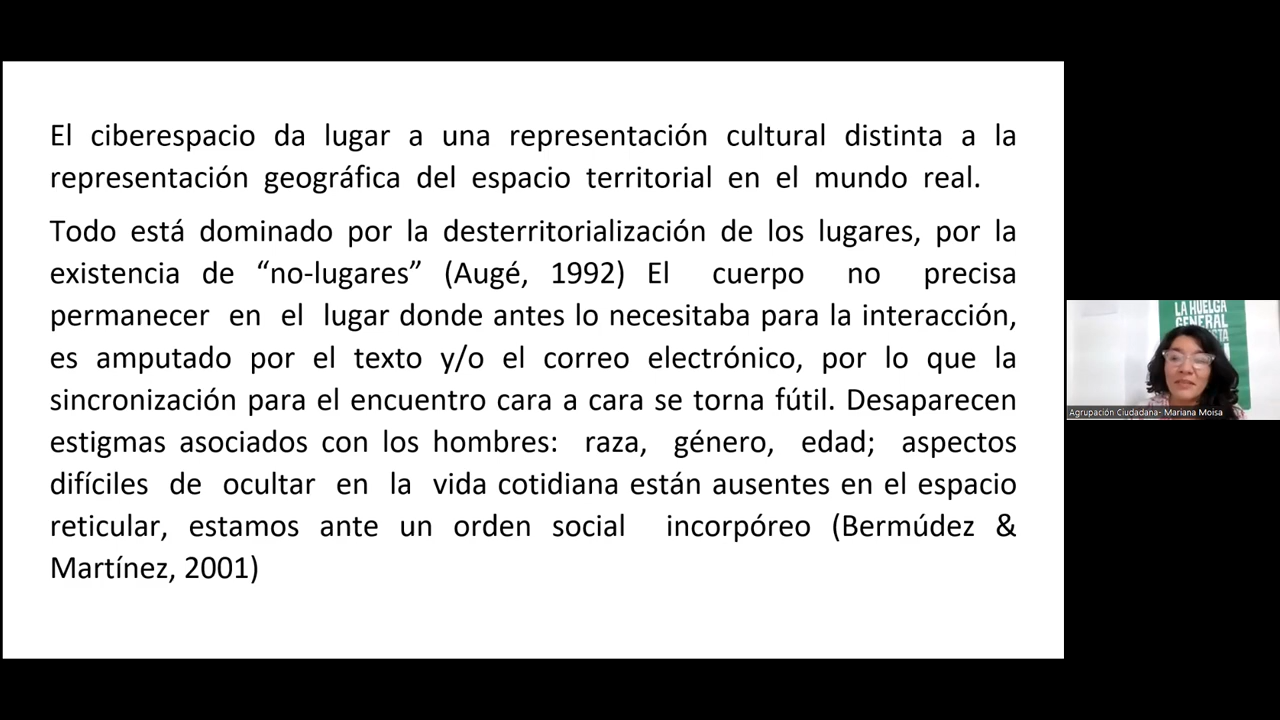 El ciberespacio da lugar a una representación cultural distinta a la
representación geográfica del espacio territorial en el mundo real.
Todo está dominado por la desterritorialización de los lugares, por la
existencia de “no-lugares” (Augé, 1992) El cuerpo no precisa
permanecer en el lugar donde antes lo necesitaba para la interacción,
es amputado por el texto y/o el correo electrónico, por lo que la
sincronización para el encuentro cara a cara se torna fútil. Desaparecen
estigmas asociados con los hombres: raza, género, edad; aspectos
difíciles de ocultar en la vida cotidiana están ausentes en el espacio
reticular, estamos ante un orden social incorpóreo (Bermúdez &
Martínez, 2001)
LA HUELGA
GENERAL
Agrupación Ciudadana- Mariana Moisa